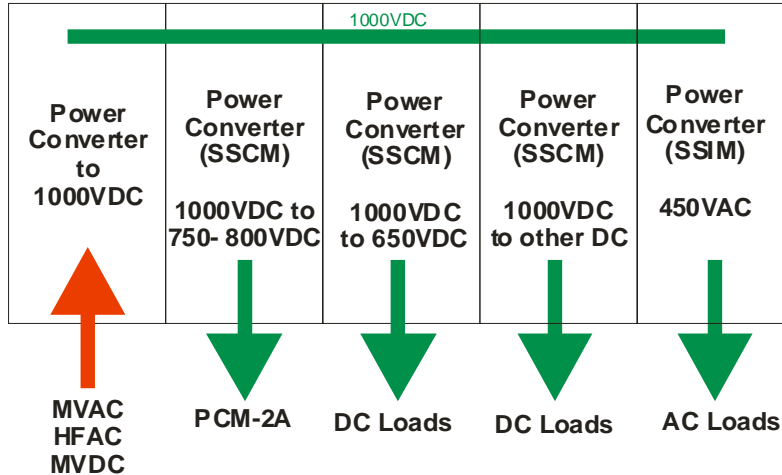 1000VDC
Power
Converter
to
1000VDC
Power
Converter
(SSCM)
1000VDC to
750- 800VDC
Power
Converter
(SSCM)
1000VDC
to 650VDC
Power
Converter
(SSCM)
1000VDC
to other DC
Power
Converter
(SSIM)
450VAC
MVAC
HFAC
MVDC
PCM-2A
DC Loads
DC Loads
AC Loads